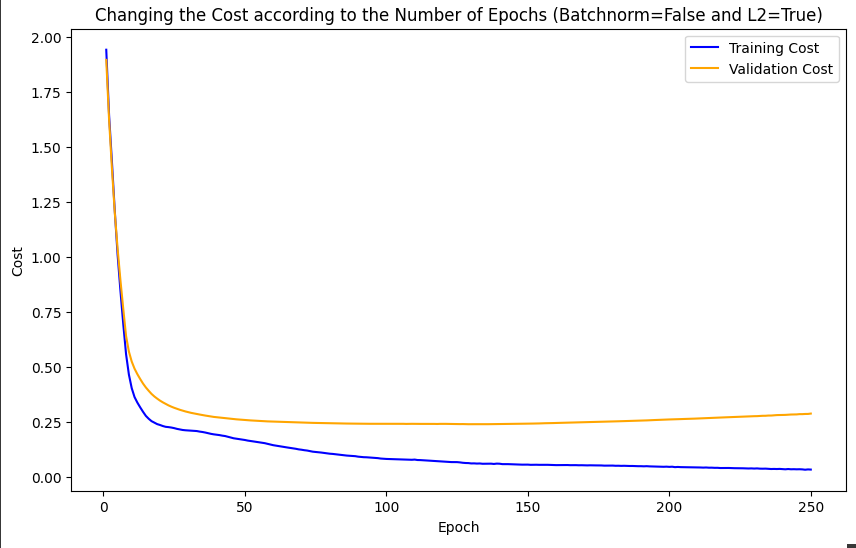 Changing the Cost according to the Number of Epochs (Batchnorm=False and L2=True)
Training Cost
Validation Cost
2.00
1.75
1.50
1.25
1.00
0.75
0.50
0.25
0.00
Cost
0 50 100 150 200 250
Epoch